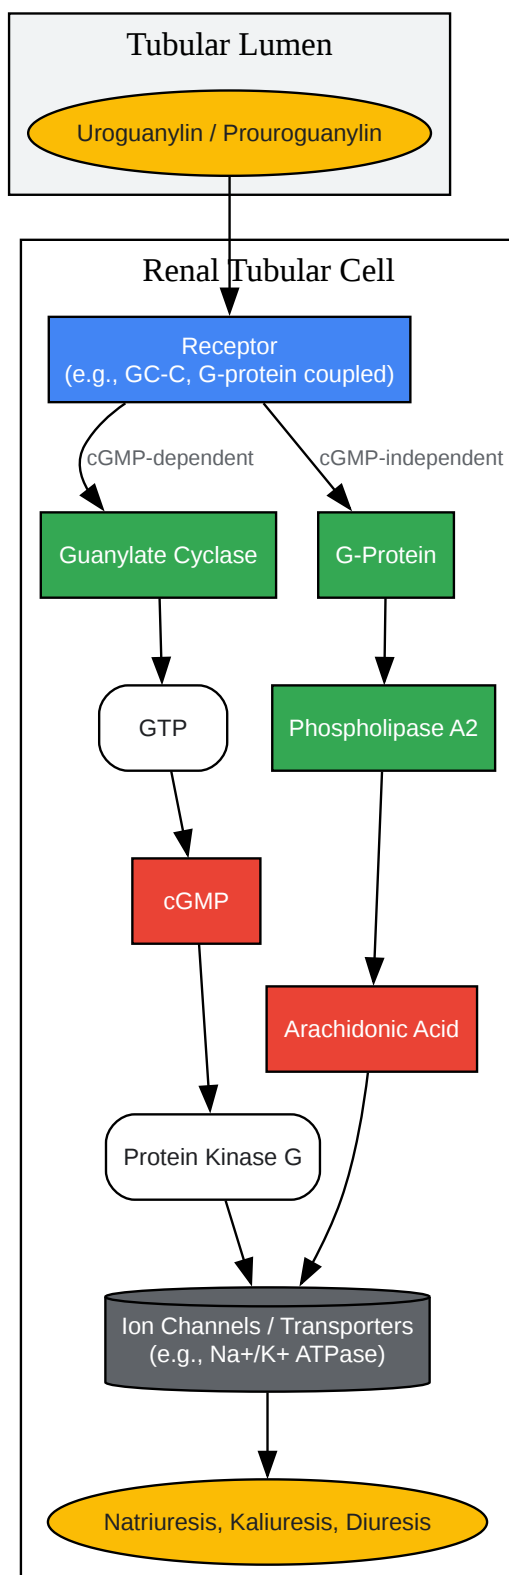 Tubular Lumen
Uroguanylin / Prouroguanylin
Renal Tubular Cell
Receptor
(e.g., GC-C, G-protein coupled)
cGMP-dependent
cGMP-independent
Guanylate Cyclase
G-Protein
GTP
Phospholipase A2
cGMP
Arachidonic Acid
Protein Kinase G
Ion Channels / Transporters
(e.g., Na+/K+ ATPase)
Natriuresis, Kaliuresis, Diuresis